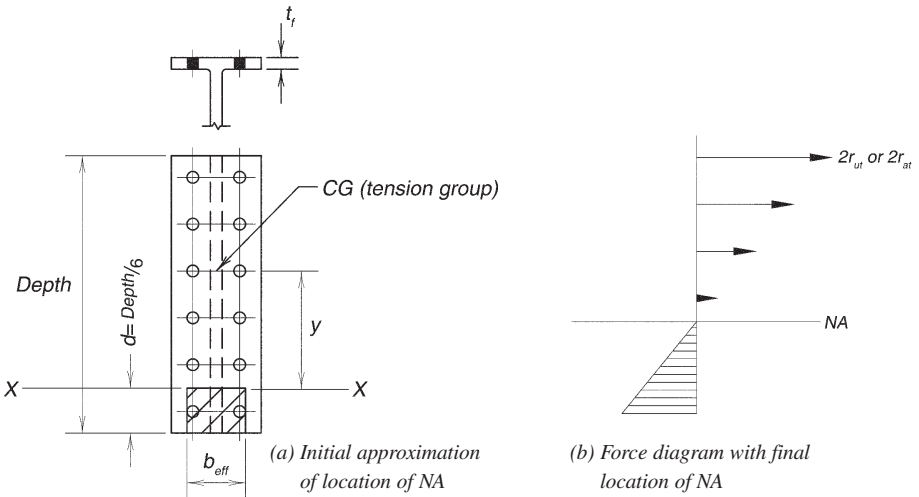 t_f
CG (tension group)
Depth
d= Depth/6
y
X
X
b_eff
(a) Initial approximation
of location of NA
2r_ut or 2r_at
NA
(b) Force diagram with final
location of NA